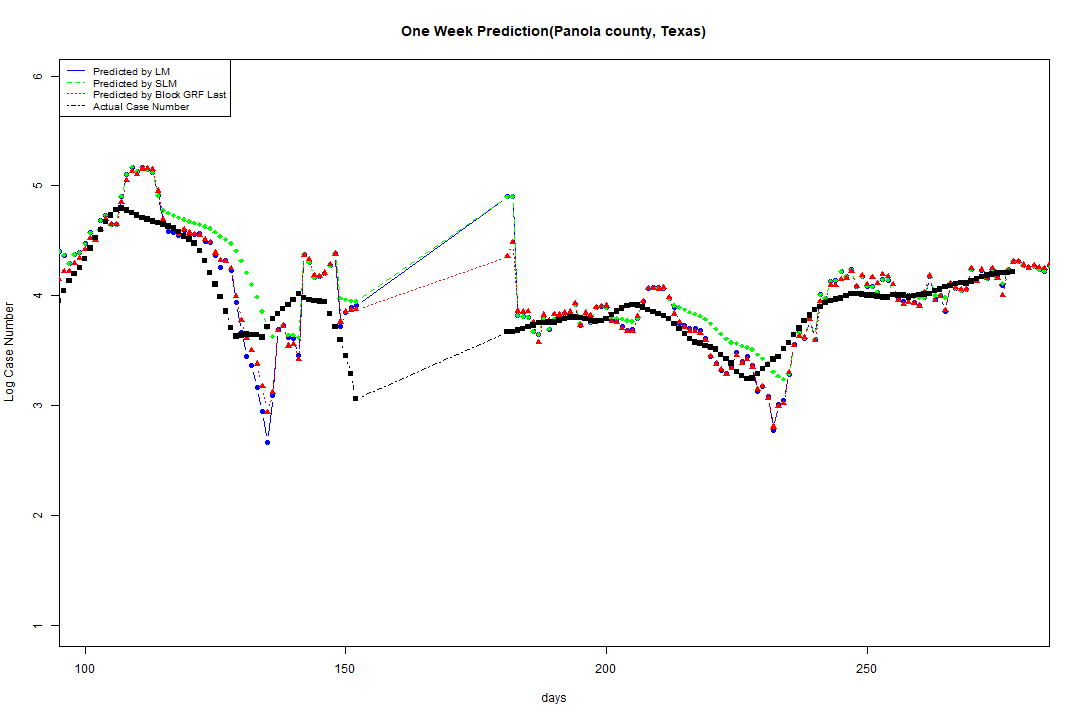 One Week Prediction(Panola county, Texas)
Predicted by LM
Predicted by SLM
Predicted by Block GRF Last
Actual Case Number
Log Case Number
6
5
4
3
2
1
100 150 200 250
days